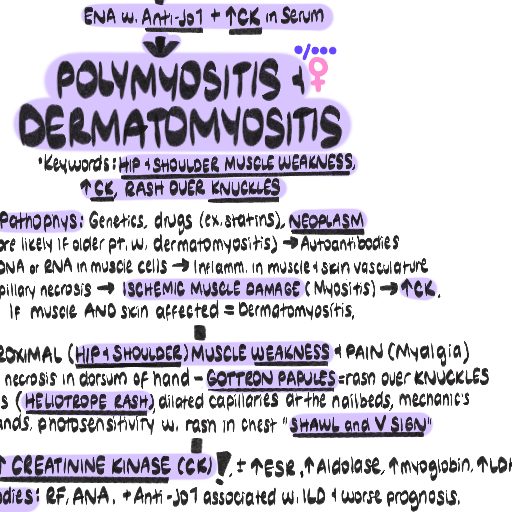 ENA w. Anti-Jo1 + ↑CK in Serum
POLYMYOSITIS &
DERMATOMYOSITIS
*Keywords: HIP & SHOULDER MUSCLE WEAKNESS,
↑CK, RASH OVER KNUCKLES
Pathophys: Genetics, drugs (ex. statins), NEOPLASM
ore likely if older pt. w. dermatomyositis) → Autoantibodies
DNA or RNA in muscle cells → Inflamm. in muscle & skin vasculature
pillary necrosis → ISCHEMIC MUSCLE DAMAGE (Myositis) → ↑CK.
If muscle AND skin affected = Dermatomyositis.
ROXIMAL (HIP & SHOULDER) MUSCLE WEAKNESS & PAIN (Myalgia)
necrosis in dorsum of hand - GOTTRON PAPULES = rash over KNUCKLES
s (HELIOTROPE RASH), dilated capillaries at the nailbeds, mechanic's
ands, photosensitivity w. rash in chest "SHAWL and V SIGN"
↑ CREATININE KINASE (CK)! , ± ↑ESR, ↑Aldolase, ↑myoglobin, ↑LDH
odies: RF, ANA, + Anti-Jo1 associated w. ILD & worse prognosis.